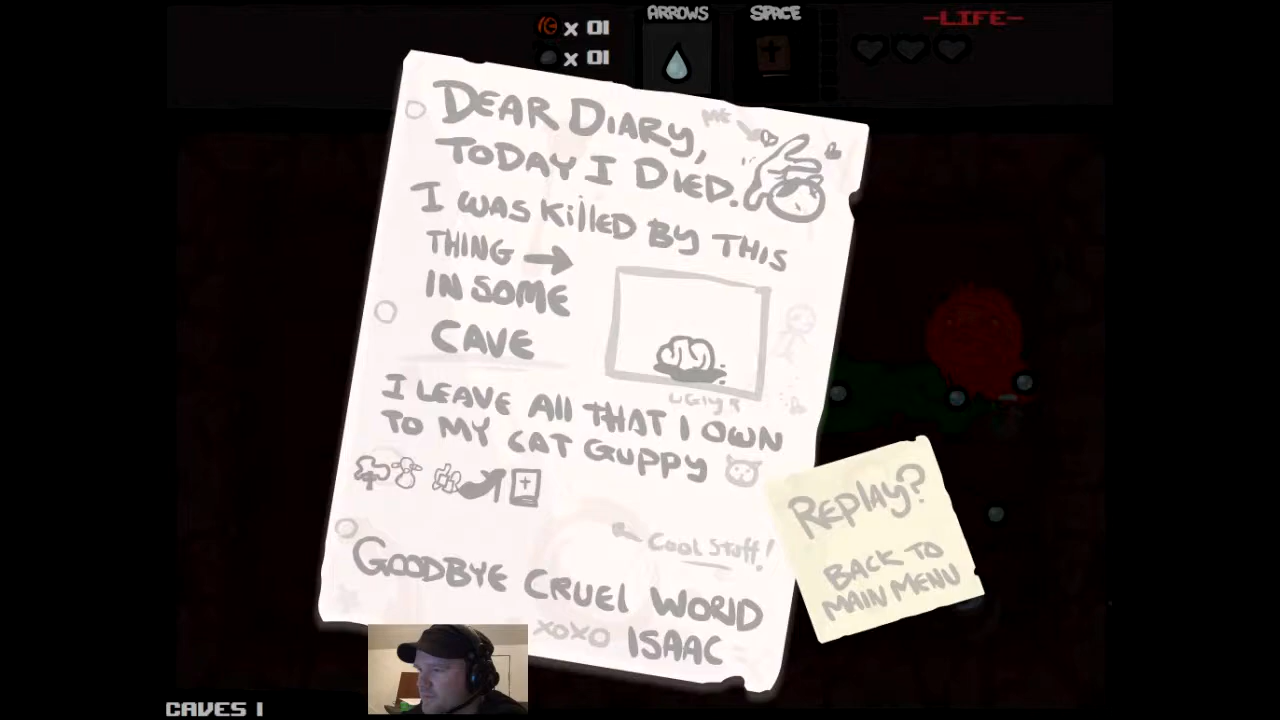 x 01
x 01
ARROWS
SPACE
-LIFE-
DEAR DIARY,
ME
TODAY I DIED.
I WAS KILLED BY THIS
THING →
IN SOME
CAVE
UGLY
I LEAVE ALL THAT I OWN
TO MY CAT GUPPY
COOL STUFF!
GOODBYE CRUEL WORLD
XOXO ISAAC
REPLAY?
BACK TO
MAIN MENU
CAVES I